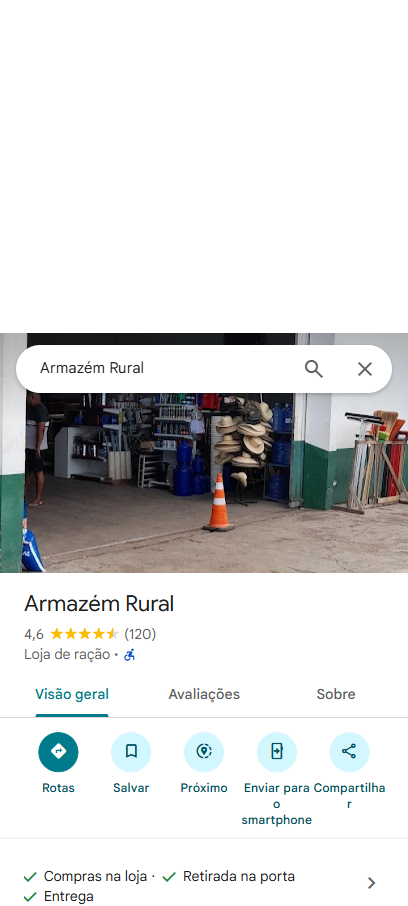 Armazém Rural
Armazém Rural
4,6 (120)
Loja de ração ·
Visão geral Avaliações Sobre
Rotas Salvar Próximo Enviar para o smartphone Compartilhar
Compras na loja · Retirada na porta
Entrega